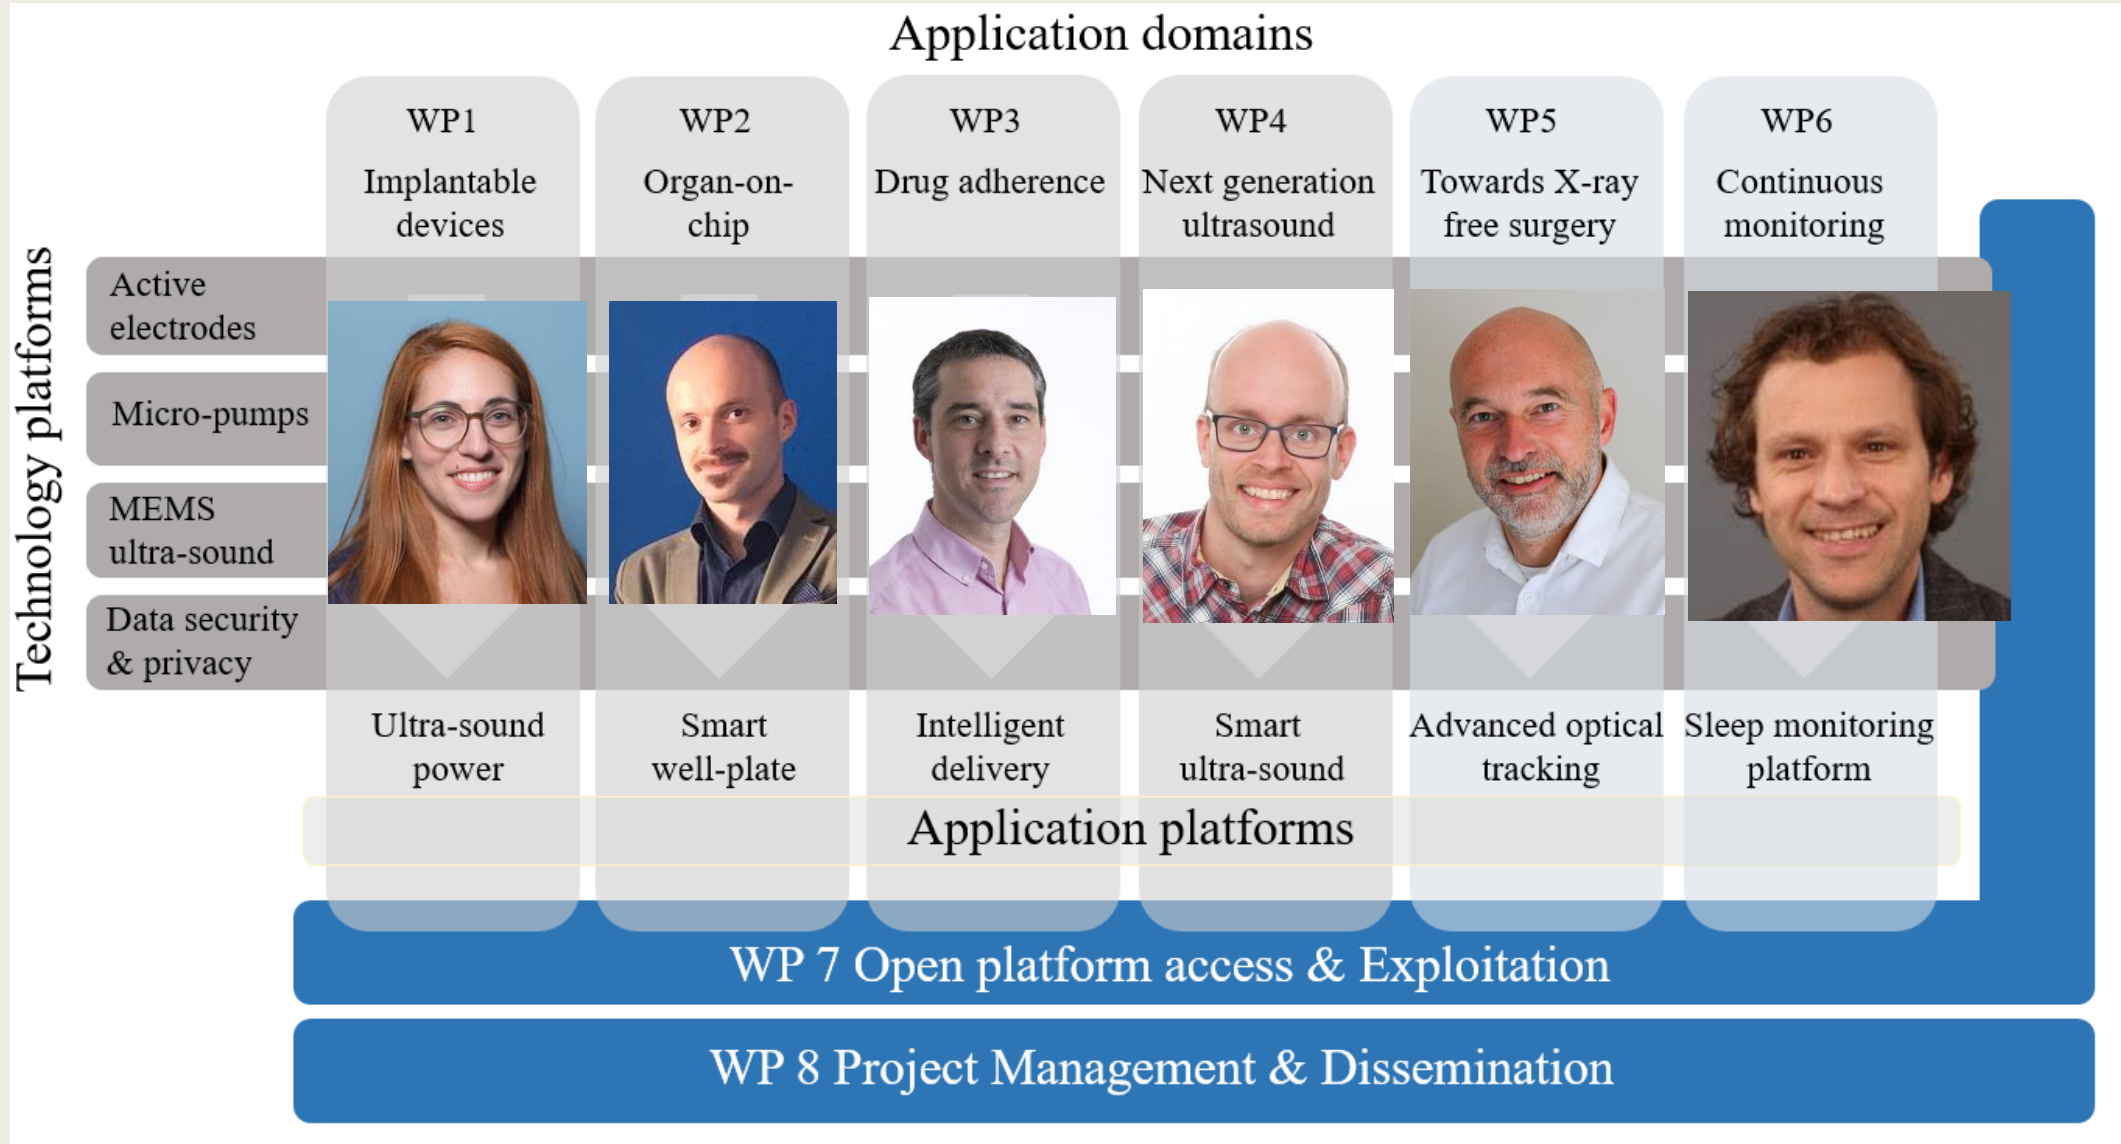 Application domains
WP1
Implantable
devices
WP2
Organ-on-
chip
WP3
Drug adherence
WP4
Next generation
ultrasound
WP5
Towards X-ray
free surgery
WP6
Continuous
monitoring
Technology platforms
Active
electrodes
Micro-pumps
MEMS
ultra-sound
Data security
& privacy
Ultra-sound
power
Smart
well-plate
Intelligent
delivery
Smart
ultra-sound
Advanced optical
tracking
Sleep monitoring
platform
Application platforms
WP 7 Open platform access & Exploitation
WP 8 Project Management & Dissemination